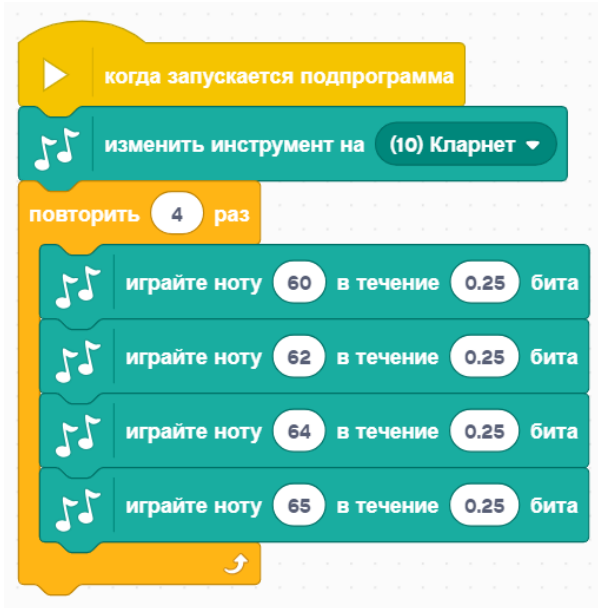 когда запускается подпрограмма
изменить инструмент на (10) Кларнет
повторить 4 раз
играйте ноту 60 в течение 0.25 бита
играйте ноту 62 в течение 0.25 бита
играйте ноту 64 в течение 0.25 бита
играйте ноту 65 в течение 0.25 бита